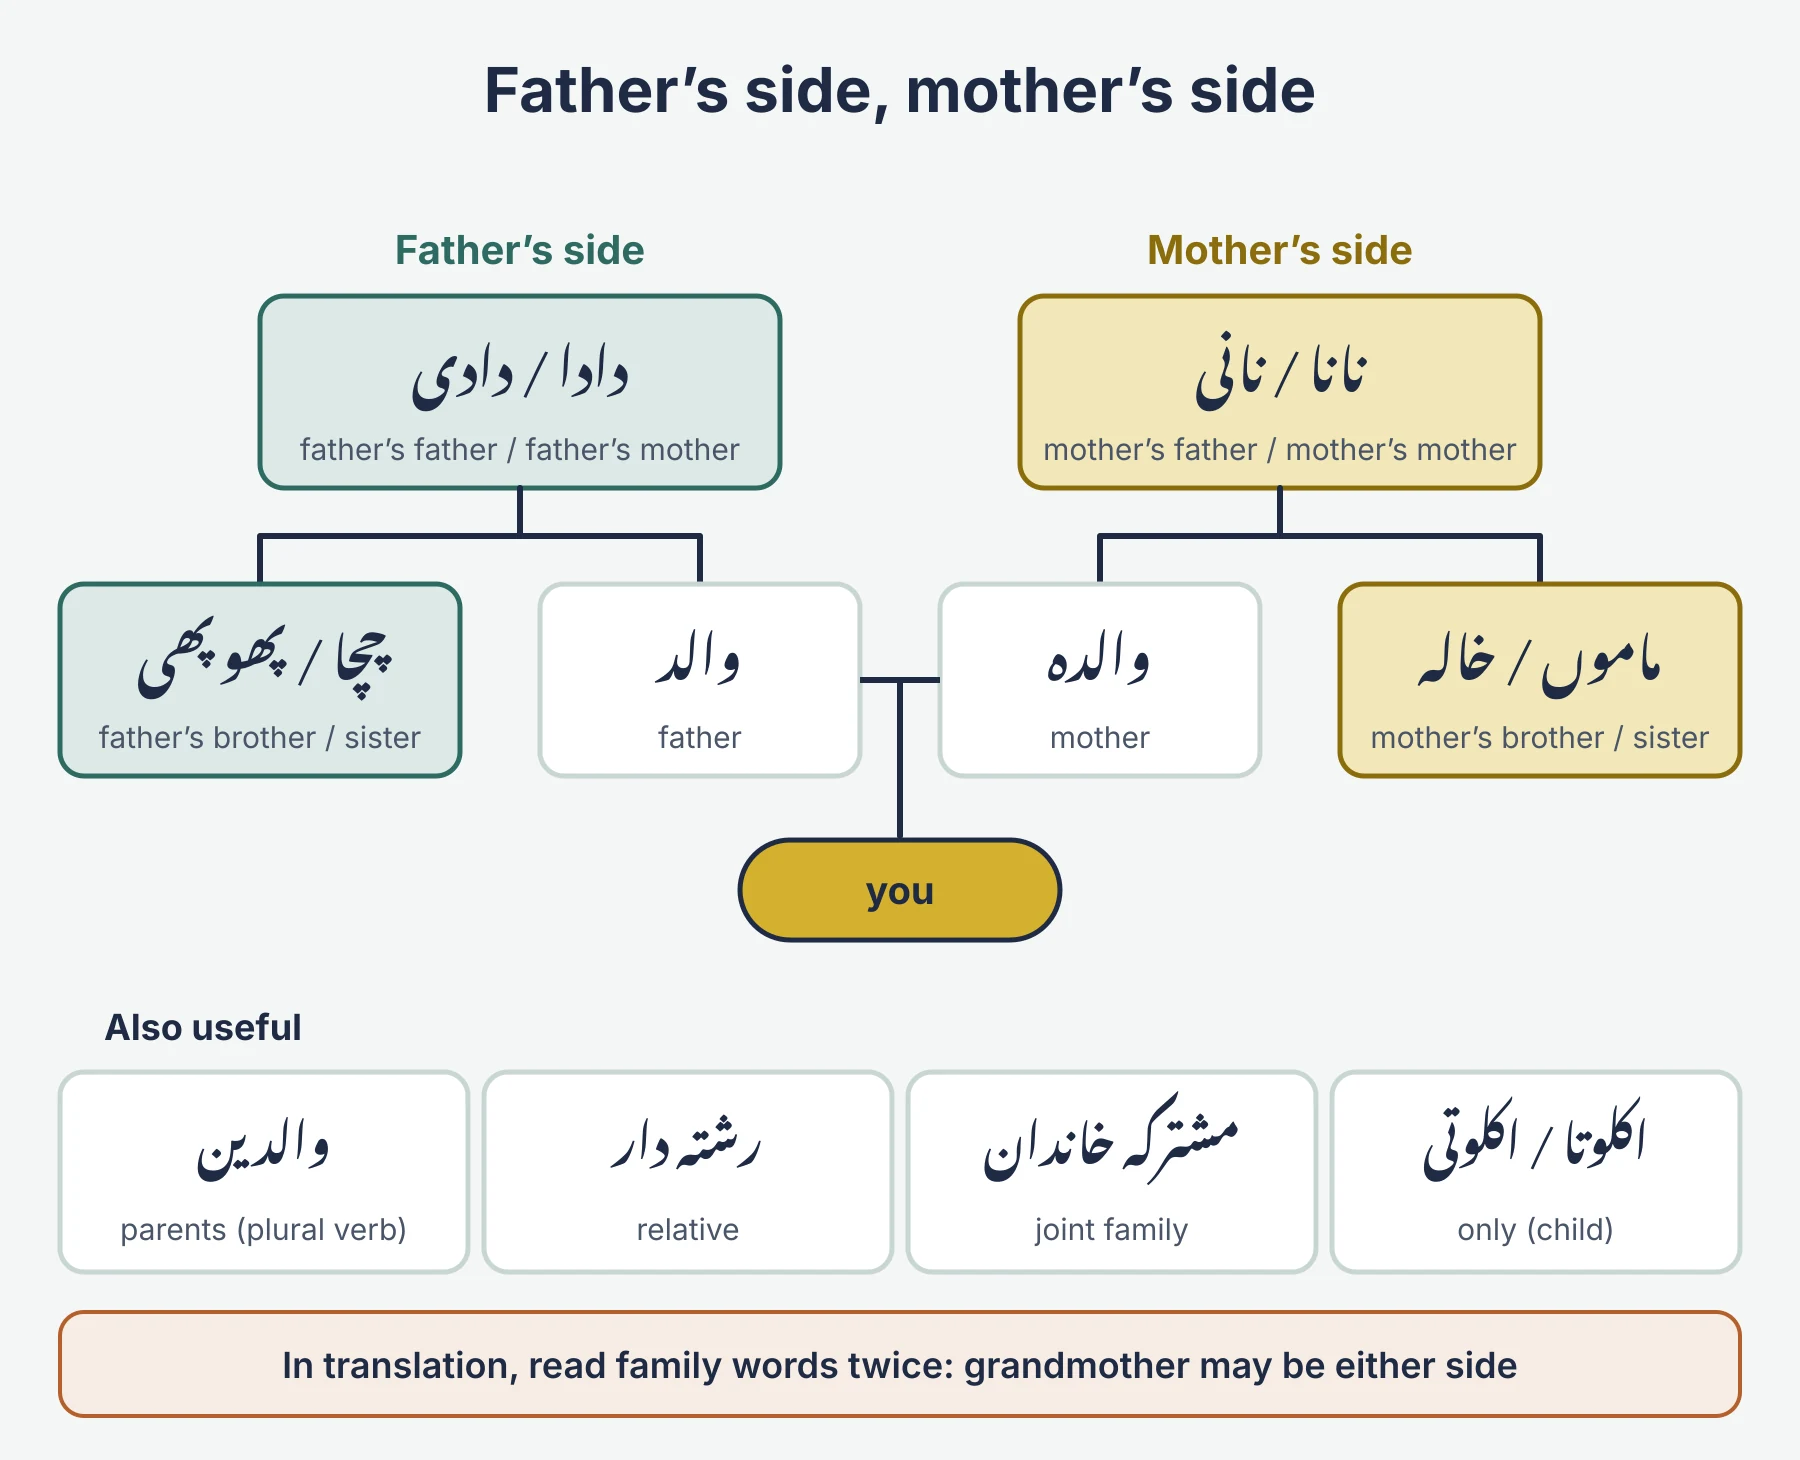 Father’s side, mother’s side
Father’s side
Mother’s side
دادا / دادی
father’s father / father’s mother
نانا / نانی
mother’s father / mother’s mother
چچا / پھوپھی
father’s brother / sister
والد
father
والدہ
mother
ماموں / خالہ
mother’s brother / sister
you
Also useful
والدین
parents (plural verb)
رشتہ دار
relative
مشترکہ خاندان
joint family
اکلوتا / اکلوتی
only (child)
In translation, read family words twice: grandmother may be either side